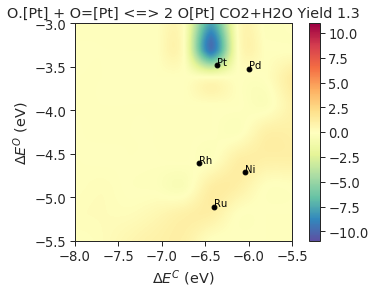 O.[Pt] + O=[Pt] <=> 2 O[Pt] CO2+H2O Yield 1.3
−3.0
−3.5
−4.0
−4.5
−5.0
−5.5
ΔE^O (eV)
Pt
Pd
Rh
Ni
Ru
−8.0 −7.5 −7.0 −6.5 −6.0 −5.5
ΔE^C (eV)
10.0
7.5
5.0
2.5
0.0
−2.5
−5.0
−7.5
−10.0